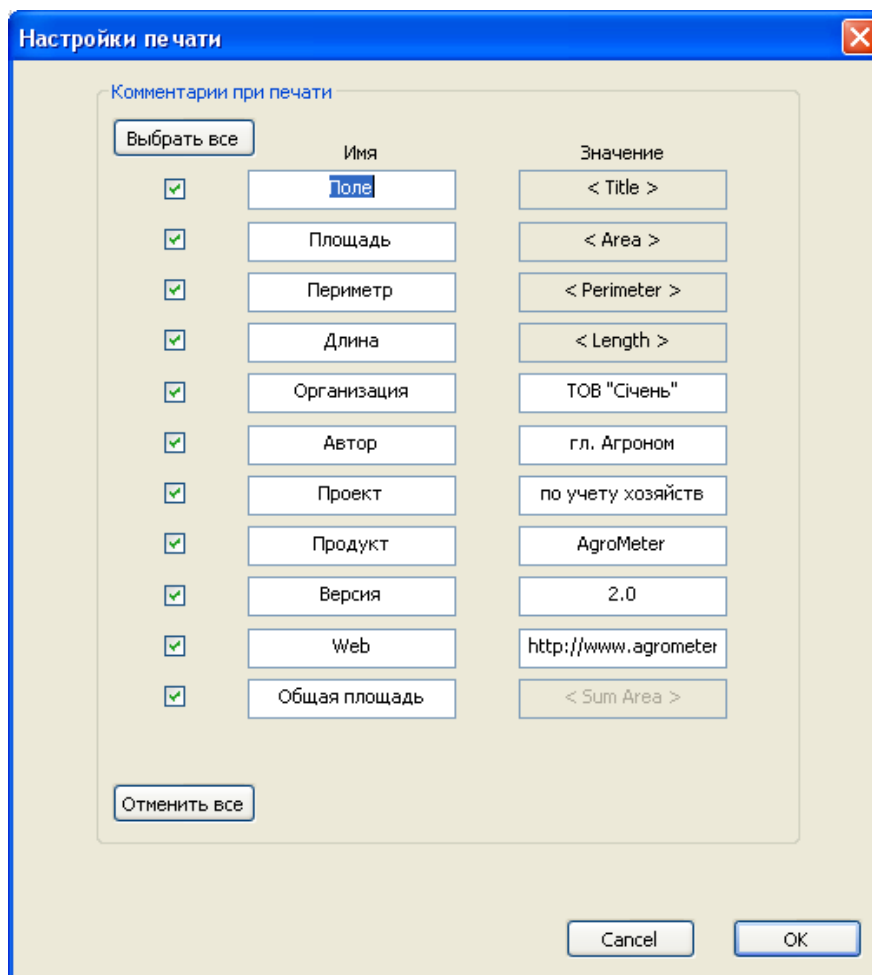 Настройки печати
Комментарии при печати
Выбрать все
Имя Значение
Поле < Title >
Площадь < Area >
Периметр < Perimeter >
Длина < Length >
Организация ТОВ "Січень"
Автор гл. Агроном
Проект по учету хозяйств
Продукт AgroMeter
Версия 2.0
Web http://www.agrometer
Общая площадь < Sum Area >
Отменить все
Cancel OK